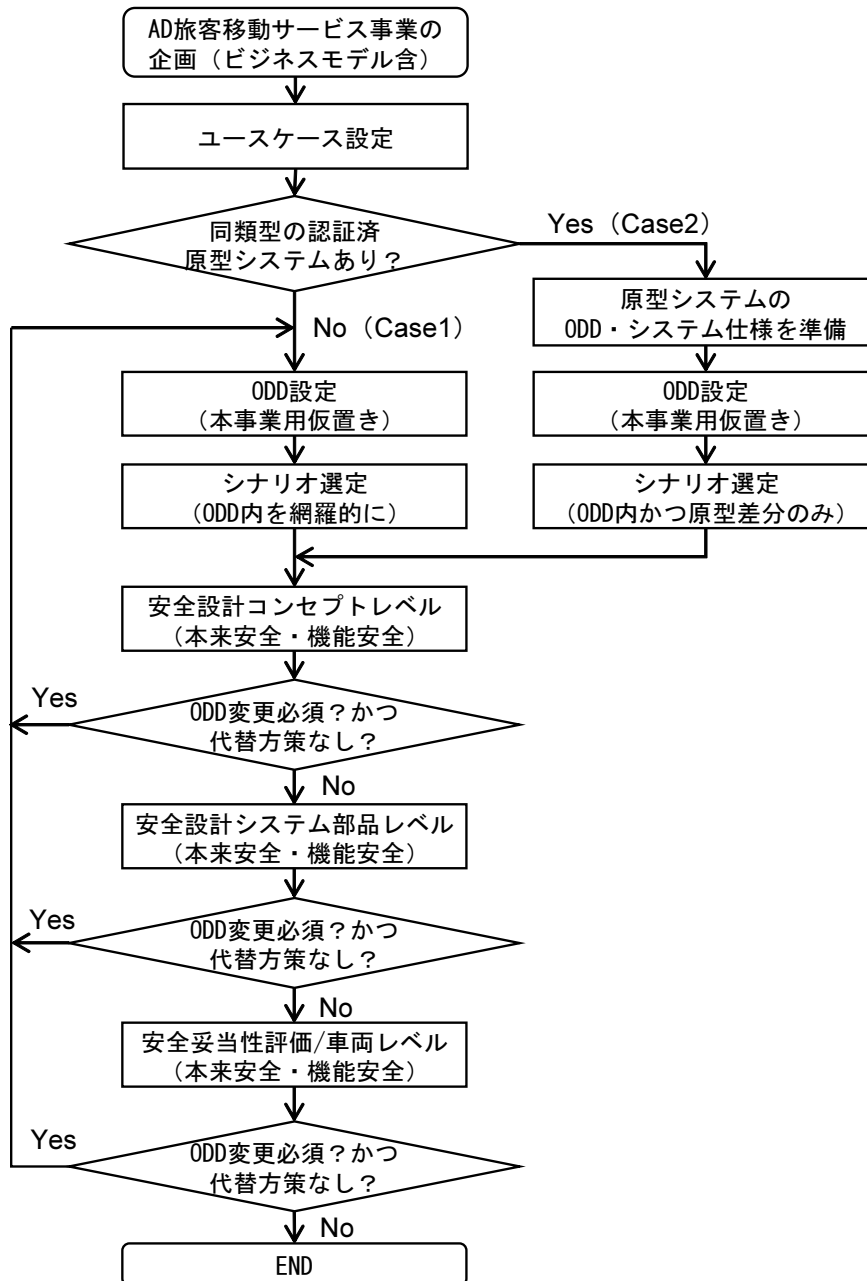 AD旅客移動サービス事業の
企画（ビジネスモデル含）
ユースケース設定
同類型の認証済
原型システムあり？
Yes（Case2）
No（Case1）
原型システムの
ODD・システム仕様を準備
ODD設定
（本事業用仮置き）
ODD設定
（本事業用仮置き）
シナリオ選定
（ODD内を網羅的に）
シナリオ選定
（ODD内かつ原型差分のみ）
安全設計コンセプトレベル
（本来安全・機能安全）
Yes
ODD変更必須？かつ
代替方策なし？
No
安全設計システム部品レベル
（本来安全・機能安全）
Yes
ODD変更必須？かつ
代替方策なし？
No
安全妥当性評価/車両レベル
（本来安全・機能安全）
Yes
ODD変更必須？かつ
代替方策なし？
No
END